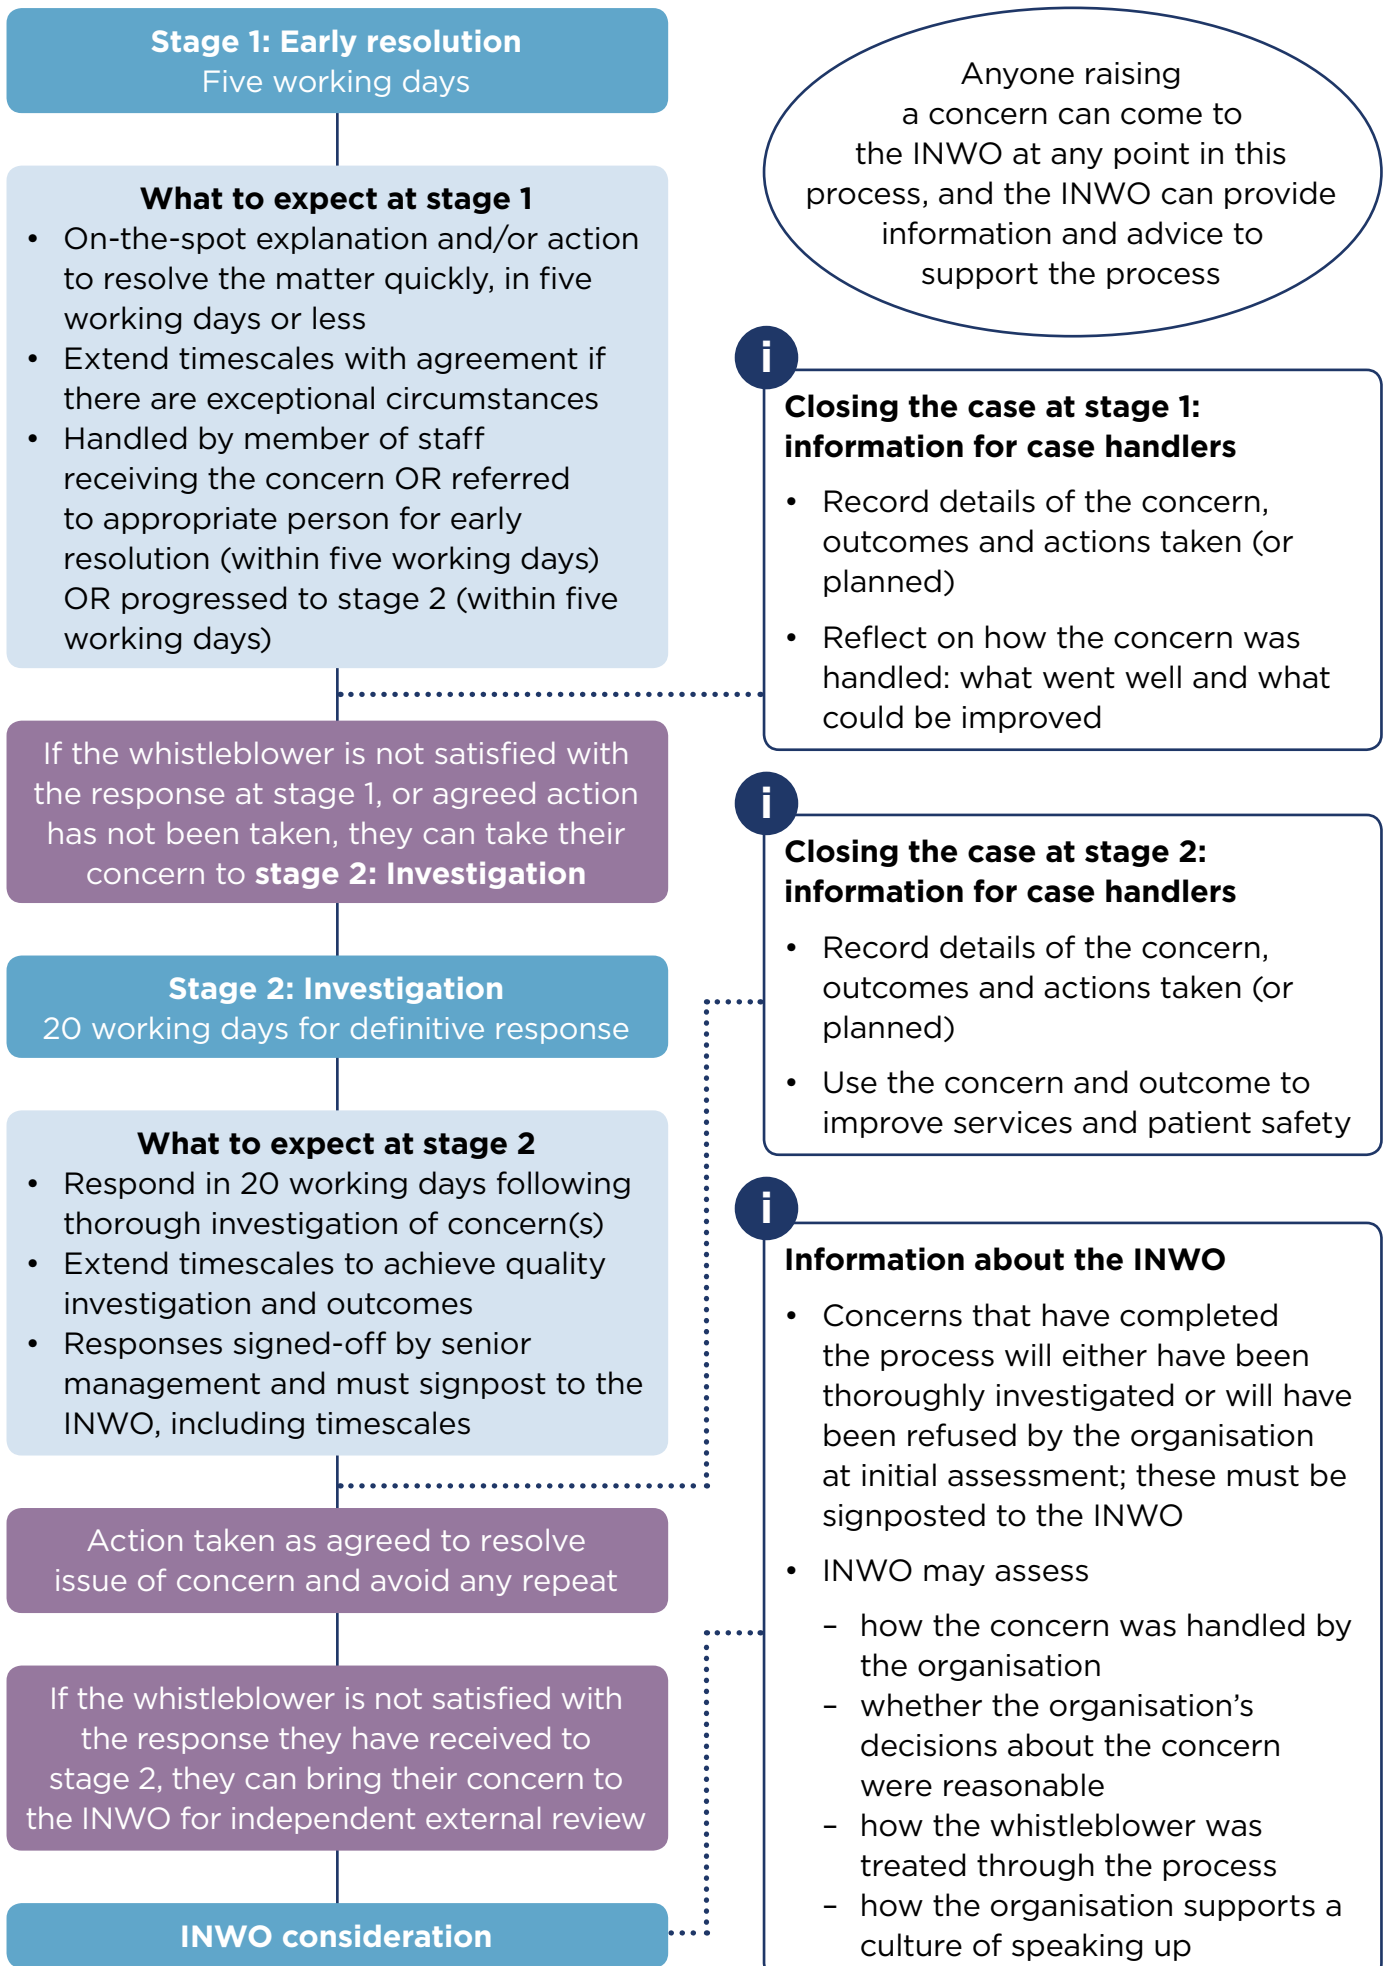 Stage 1: Early resolution
Five working days
What to expect at stage 1
• On-the-spot explanation and/or action
to resolve the matter quickly, in five
working days or less
• Extend timescales with agreement if
there are exceptional circumstances
• Handled by member of staff
receiving the concern OR referred
to appropriate person for early
resolution (within five working days)
OR progressed to stage 2 (within five
working days)
If the whistleblower is not satisfied with
the response at stage 1, or agreed action
has not been taken, they can take their
concern to stage 2: Investigation
Stage 2: Investigation
20 working days for definitive response
What to expect at stage 2
• Respond in 20 working days following
thorough investigation of concern(s)
• Extend timescales to achieve quality
investigation and outcomes
• Responses signed-off by senior
management and must signpost to the
INWO, including timescales
Action taken as agreed to resolve
issue of concern and avoid any repeat
If the whistleblower is not satisfied with
the response they have received to
stage 2, they can bring their concern to
the INWO for independent external review
INWO consideration
Anyone raising
a concern can come to
the INWO at any point in this
process, and the INWO can provide
information and advice to
support the process
i
Closing the case at stage 1:
information for case handlers
• Record details of the concern,
outcomes and actions taken (or
planned)
• Reflect on how the concern was
handled: what went well and what
could be improved
i
Closing the case at stage 2:
information for case handlers
• Record details of the concern,
outcomes and actions taken (or
planned)
• Use the concern and outcome to
improve services and patient safety
i
Information about the INWO
• Concerns that have completed
the process will either have been
thoroughly investigated or will have
been refused by the organisation
at initial assessment; these must be
signposted to the INWO
• INWO may assess
– how the concern was handled by
the organisation
– whether the organisation’s
decisions about the concern
were reasonable
– how the whistleblower was
treated through the process
– how the organisation supports a
culture of speaking up